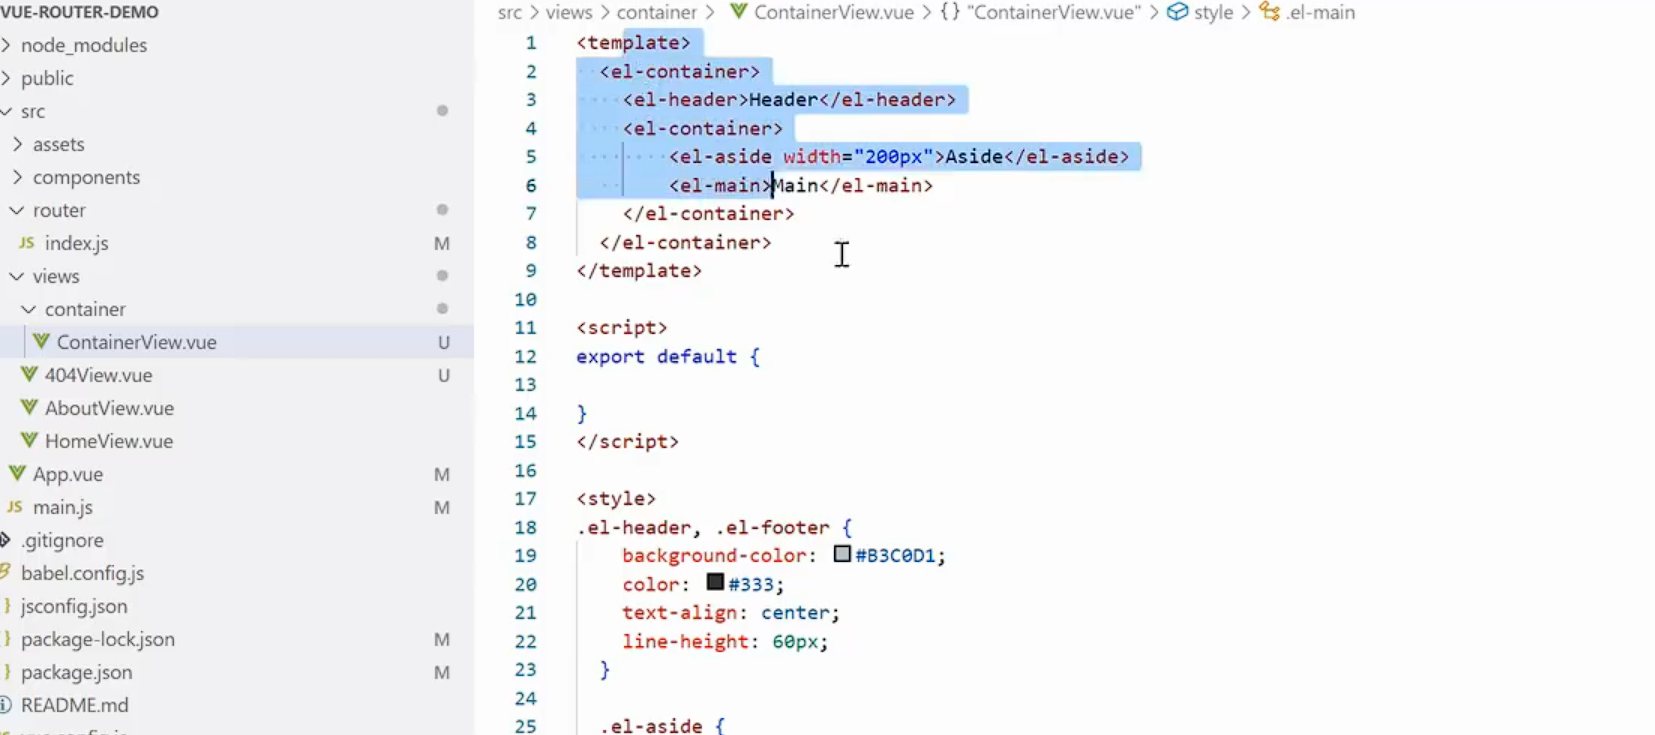 VUE-ROUTER-DEMO
node_modules
public
src
assets
components
router
JS index.js M
views
container
ContainerView.vue U
404View.vue U
AboutView.vue
HomeView.vue
App.vue M
JS main.js M
.gitignore
babel.config.js
jsconfig.json
package-lock.json M
package.json M
README.md
src > views > container > ContainerView.vue > {} "ContainerView.vue" > style > .el-main
1 <template>
2 <el-container>
3 <el-header>Header</el-header>
4 <el-container>
5 <el-aside width="200px">Aside</el-aside>
6 <el-main>Main</el-main>
7 </el-container>
8 </el-container>
9 </template>
10
11 <script>
12 export default {
13
14 }
15 </script>
16
17 <style>
18 .el-header, .el-footer {
19 background-color: #B3C0D1;
20 color: #333;
21 text-align: center;
22 line-height: 60px;
23 }
24
25 .el-aside {